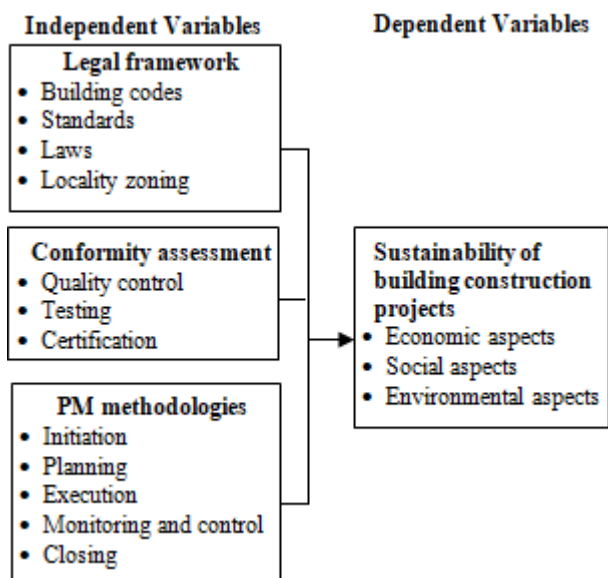 Independent Variables
Legal framework
• Building codes
• Standards
• Laws
• Locality zoning
Conformity assessment
• Quality control
• Testing
• Certification
PM methodologies
• Initiation
• Planning
• Execution
• Monitoring and control
• Closing
Dependent Variables
Sustainability of
building construction
projects
• Economic aspects
• Social aspects
• Environmental aspects